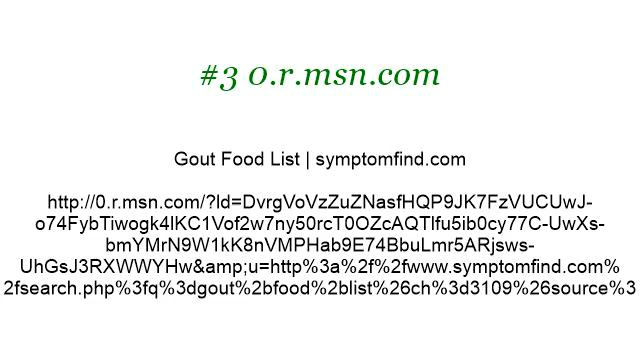 #3 0.r.msn.com
Gout Food List | symptomfind.com
http://0.r.msn.com/?ld=DvrgVoVzZuZNasfHQP9JK7FzVUCUwJ-
o74FybTiwogk4lKC1Vof2w7ny50rcT0OZcAQTlfu5ib0cy77C-UwXs-
bmYMrN9W1kK8nVMPHab9E74BbuLmr5ARjsws-
UhGsJ3RXWWYHw&amp;u=http%3a%2f%2fwww.symptomfind.com%
2fsearch.php%3fq%3dgout%2bfood%2blist%26ch%3d3109%26source%3